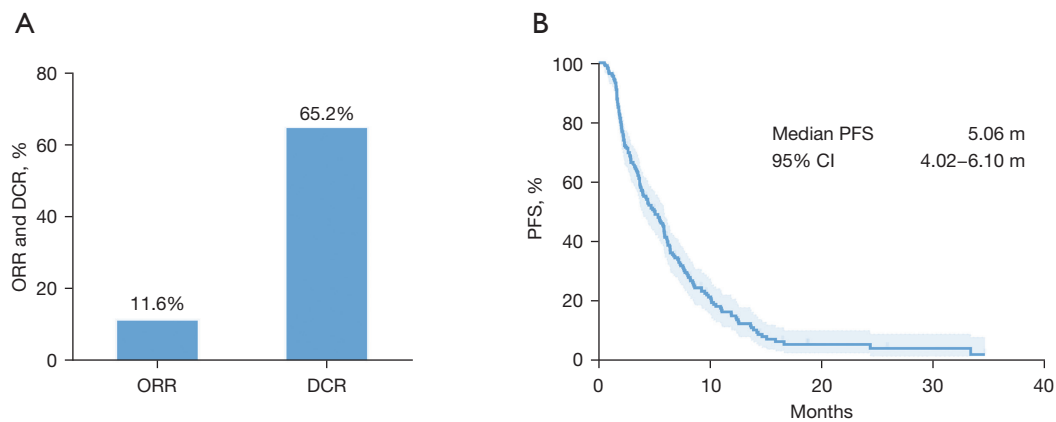 A
ORR and DCR, %
80
60
40
20
0
11.6%
65.2%
ORR
DCR
B
PFS, %
100
80
60
40
20
0
Median PFS 5.06 m
95% CI 4.02–6.10 m
0 10 20 30 40
Months